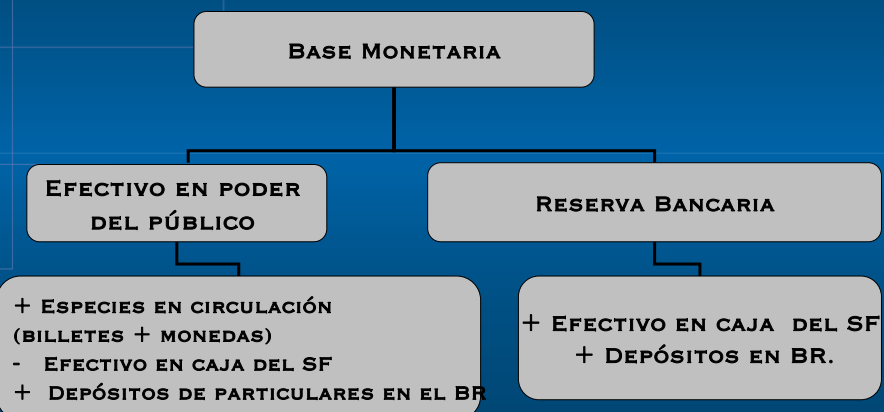 BASE MONETARIA
EFECTIVO EN PODER
DEL PÚBLICO
RESERVA BANCARIA
+ ESPECIES EN CIRCULACIÓN
(BILLETES + MONEDAS)
- EFECTIVO EN CAJA DEL SF
+ DEPÓSITOS DE PARTICULARES EN EL BR
+ EFECTIVO EN CAJA DEL SF
+ DEPÓSITOS EN BR.